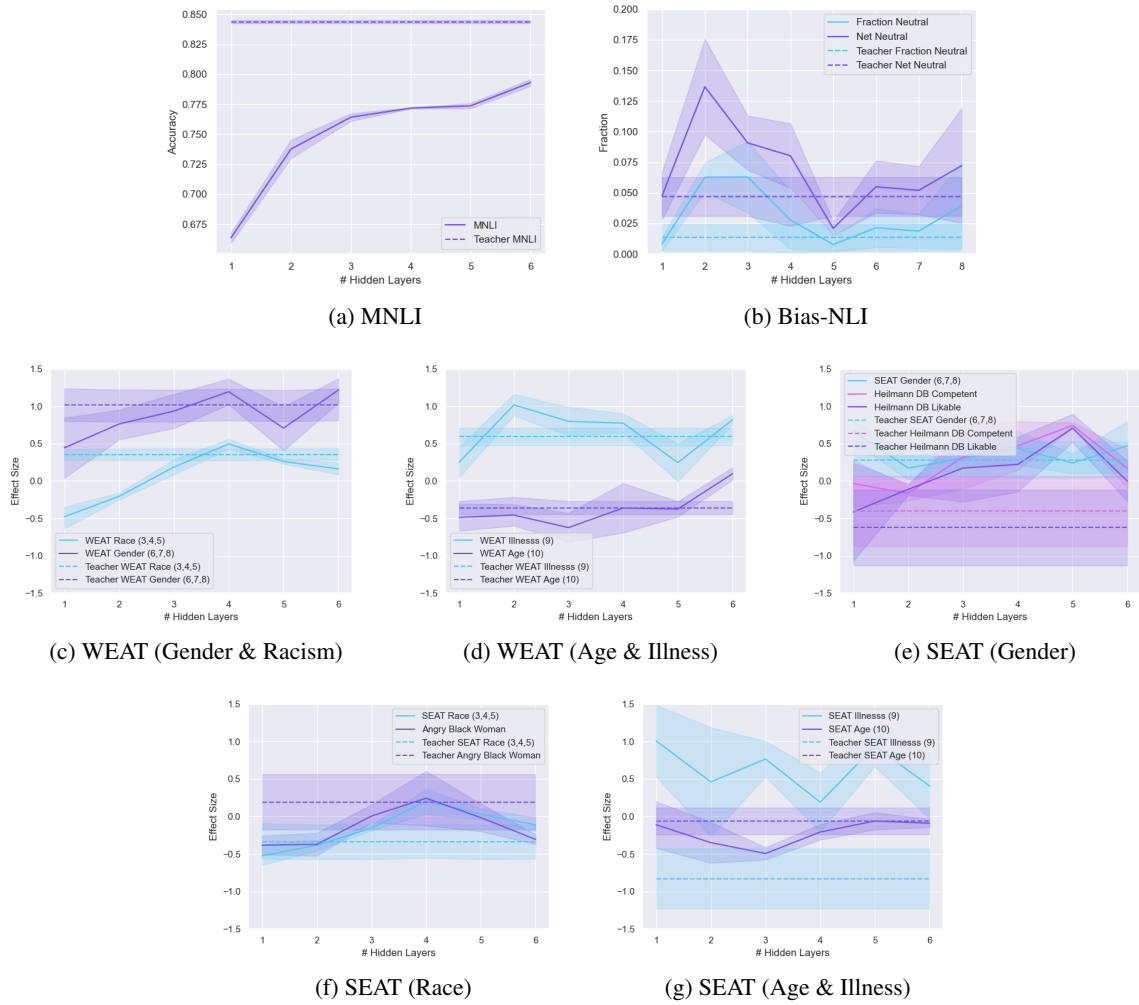 0.850
0.825
0.800
0.775
0.750
0.725
0.700
0.675
Accuracy
1 2 3 4 5 6
# Hidden Layers
MNLI
Teacher MNLI
(a) MNLI
0.200
0.175
0.150
0.125
0.100
0.075
0.050
0.025
0.000
Fraction
1 2 3 4 5 6 7 8
# Hidden Layers
Fraction Neutral
Net Neutral
Teacher Fraction Neutral
Teacher Net Neutral
(b) Bias-NLI
1.5
1.0
0.5
0.0
−0.5
−1.0
−1.5
Effect Size
1 2 3 4 5 6
# Hidden Layers
WEAT Race (3,4,5)
WEAT Gender (6,7,8)
Teacher WEAT Race (3,4,5)
Teacher WEAT Gender (6,7,8)
(c) WEAT (Gender & Racism)
1.5
1.0
0.5
0.0
−0.5
−1.0
−1.5
Effect Size
1 2 3 4 5 6
# Hidden Layers
WEAT Illnesss (9)
WEAT Age (10)
Teacher WEAT Illnesss (9)
Teacher WEAT Age (10)
(d) WEAT (Age & Illness)
1.5
1.0
0.5
0.0
−0.5
−1.0
−1.5
Effect Size
1 2 3 4 5 6
# Hidden Layers
SEAT Gender (6,7,8)
Heilmann DB Competent
Heilmann DB Likable
Teacher SEAT Gender (6,7,8)
Teacher Heilmann DB Competent
Teacher Heilmann DB Likable
(e) SEAT (Gender)
1.5
1.0
0.5
0.0
−0.5
−1.0
−1.5
Effect Size
1 2 3 4 5 6
# Hidden Layers
SEAT Race (3,4,5)
Angry Black Woman
Teacher SEAT Race (3,4,5)
Teacher Angry Black Woman
(f) SEAT (Race)
1.5
1.0
0.5
0.0
−0.5
−1.0
−1.5
Effect Size
1 2 3 4 5 6
# Hidden Layers
SEAT Illnesss (9)
SEAT Age (10)
Teacher SEAT Illnesss (9)
Teacher SEAT Age (10)
(g) SEAT (Age & Illness)